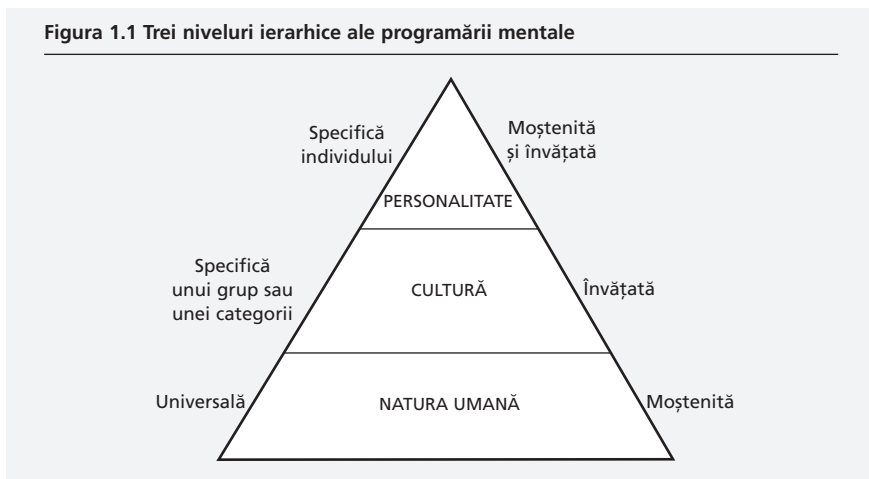 Figura 1.1 Trei niveluri ierarhice ale programării mentale
Specifică
individului
Moștenită
și învățată
PERSONALITATE
Specifică
unui grup sau
unei categorii
CULTURĂ
Învățată
Universală
NATURA UMANĂ
Moștenită